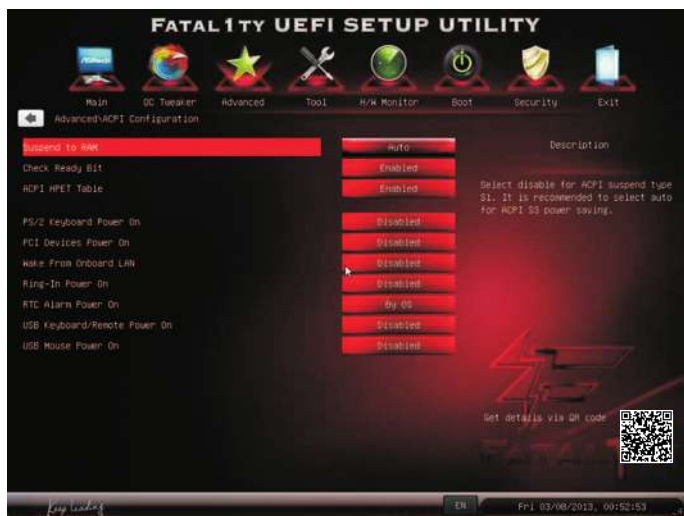 FATAL1TY UEFI SETUP UTILITY
Main OC Tweaker Advanced Tool H/W Monitor Boot Security Exit
Advanced\ACPI Configuration
Suspend to RAM Auto
Check Ready Bit Enabled
ACPI HPET Table Enabled
PS/2 Keyboard Power On Disabled
PCI Devices Power On Disabled
Wake From Onboard LAN Disabled
Ring-In Power On Disabled
RTC Alarm Power On By OS
USB Keyboard/Remote Power On Disabled
USB Mouse Power On Disabled
Description
Select disable for ACPI suspend type
S1. It is recommended to select auto
for ACPI S3 power saving.
Get details via QR code
Keep Leading
EN
Fri 03/08/2013, 00:52:53